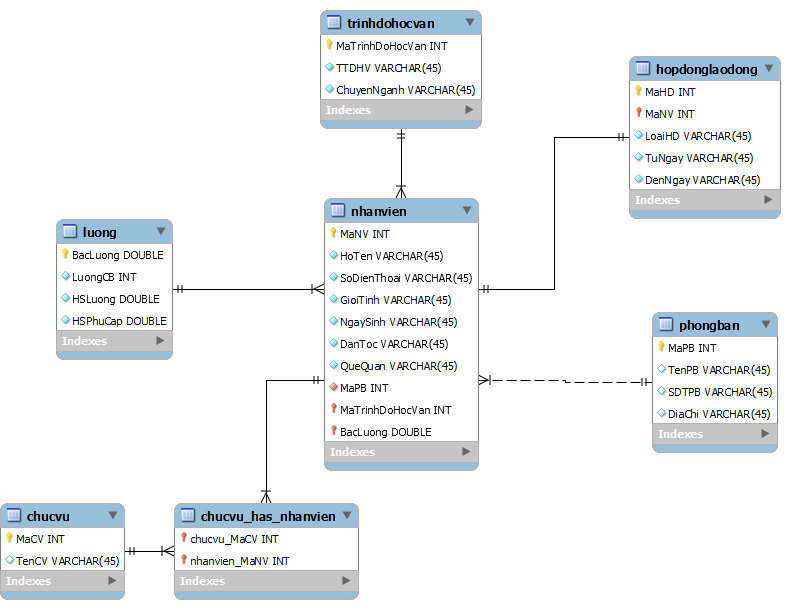 trinhdohocvan
MaTrinhDoHocVan INT
TTDHV VARCHAR(45)
ChuyenNganh VARCHAR(45)
Indexes
hopdonglaodong
MaHD INT
MaNV INT
LoaiHD VARCHAR(45)
TuNgay VARCHAR(45)
DenNgay VARCHAR(45)
Indexes
nhanvien
MaNV INT
HoTen VARCHAR(45)
SoDienThoai VARCHAR(45)
GioiTinh VARCHAR(45)
NgaySinh VARCHAR(45)
DanToc VARCHAR(45)
QueQuan VARCHAR(45)
MaPB INT
MaTrinhDoHocVan INT
BacLuong DOUBLE
Indexes
luong
BacLuong DOUBLE
LuongCB INT
HSLuong DOUBLE
HSPhuCap DOUBLE
Indexes
phongban
MaPB INT
TenPB VARCHAR(45)
SDTPB VARCHAR(45)
DiaChi VARCHAR(45)
Indexes
chucvu
MaCV INT
TenCV VARCHAR(45)
Indexes
chucvu_has_nhanvien
chucvu_MaCV INT
nhanvien_MaNV INT
Indexes